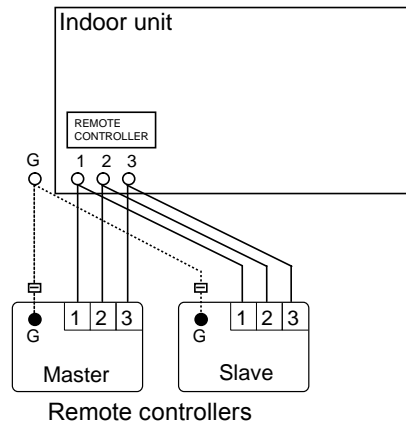 Indoor unit
REMOTE
CONTROLLER
G 1 2 3
1 2 3 1 2 3
G G
Master Slave
Remote controllers